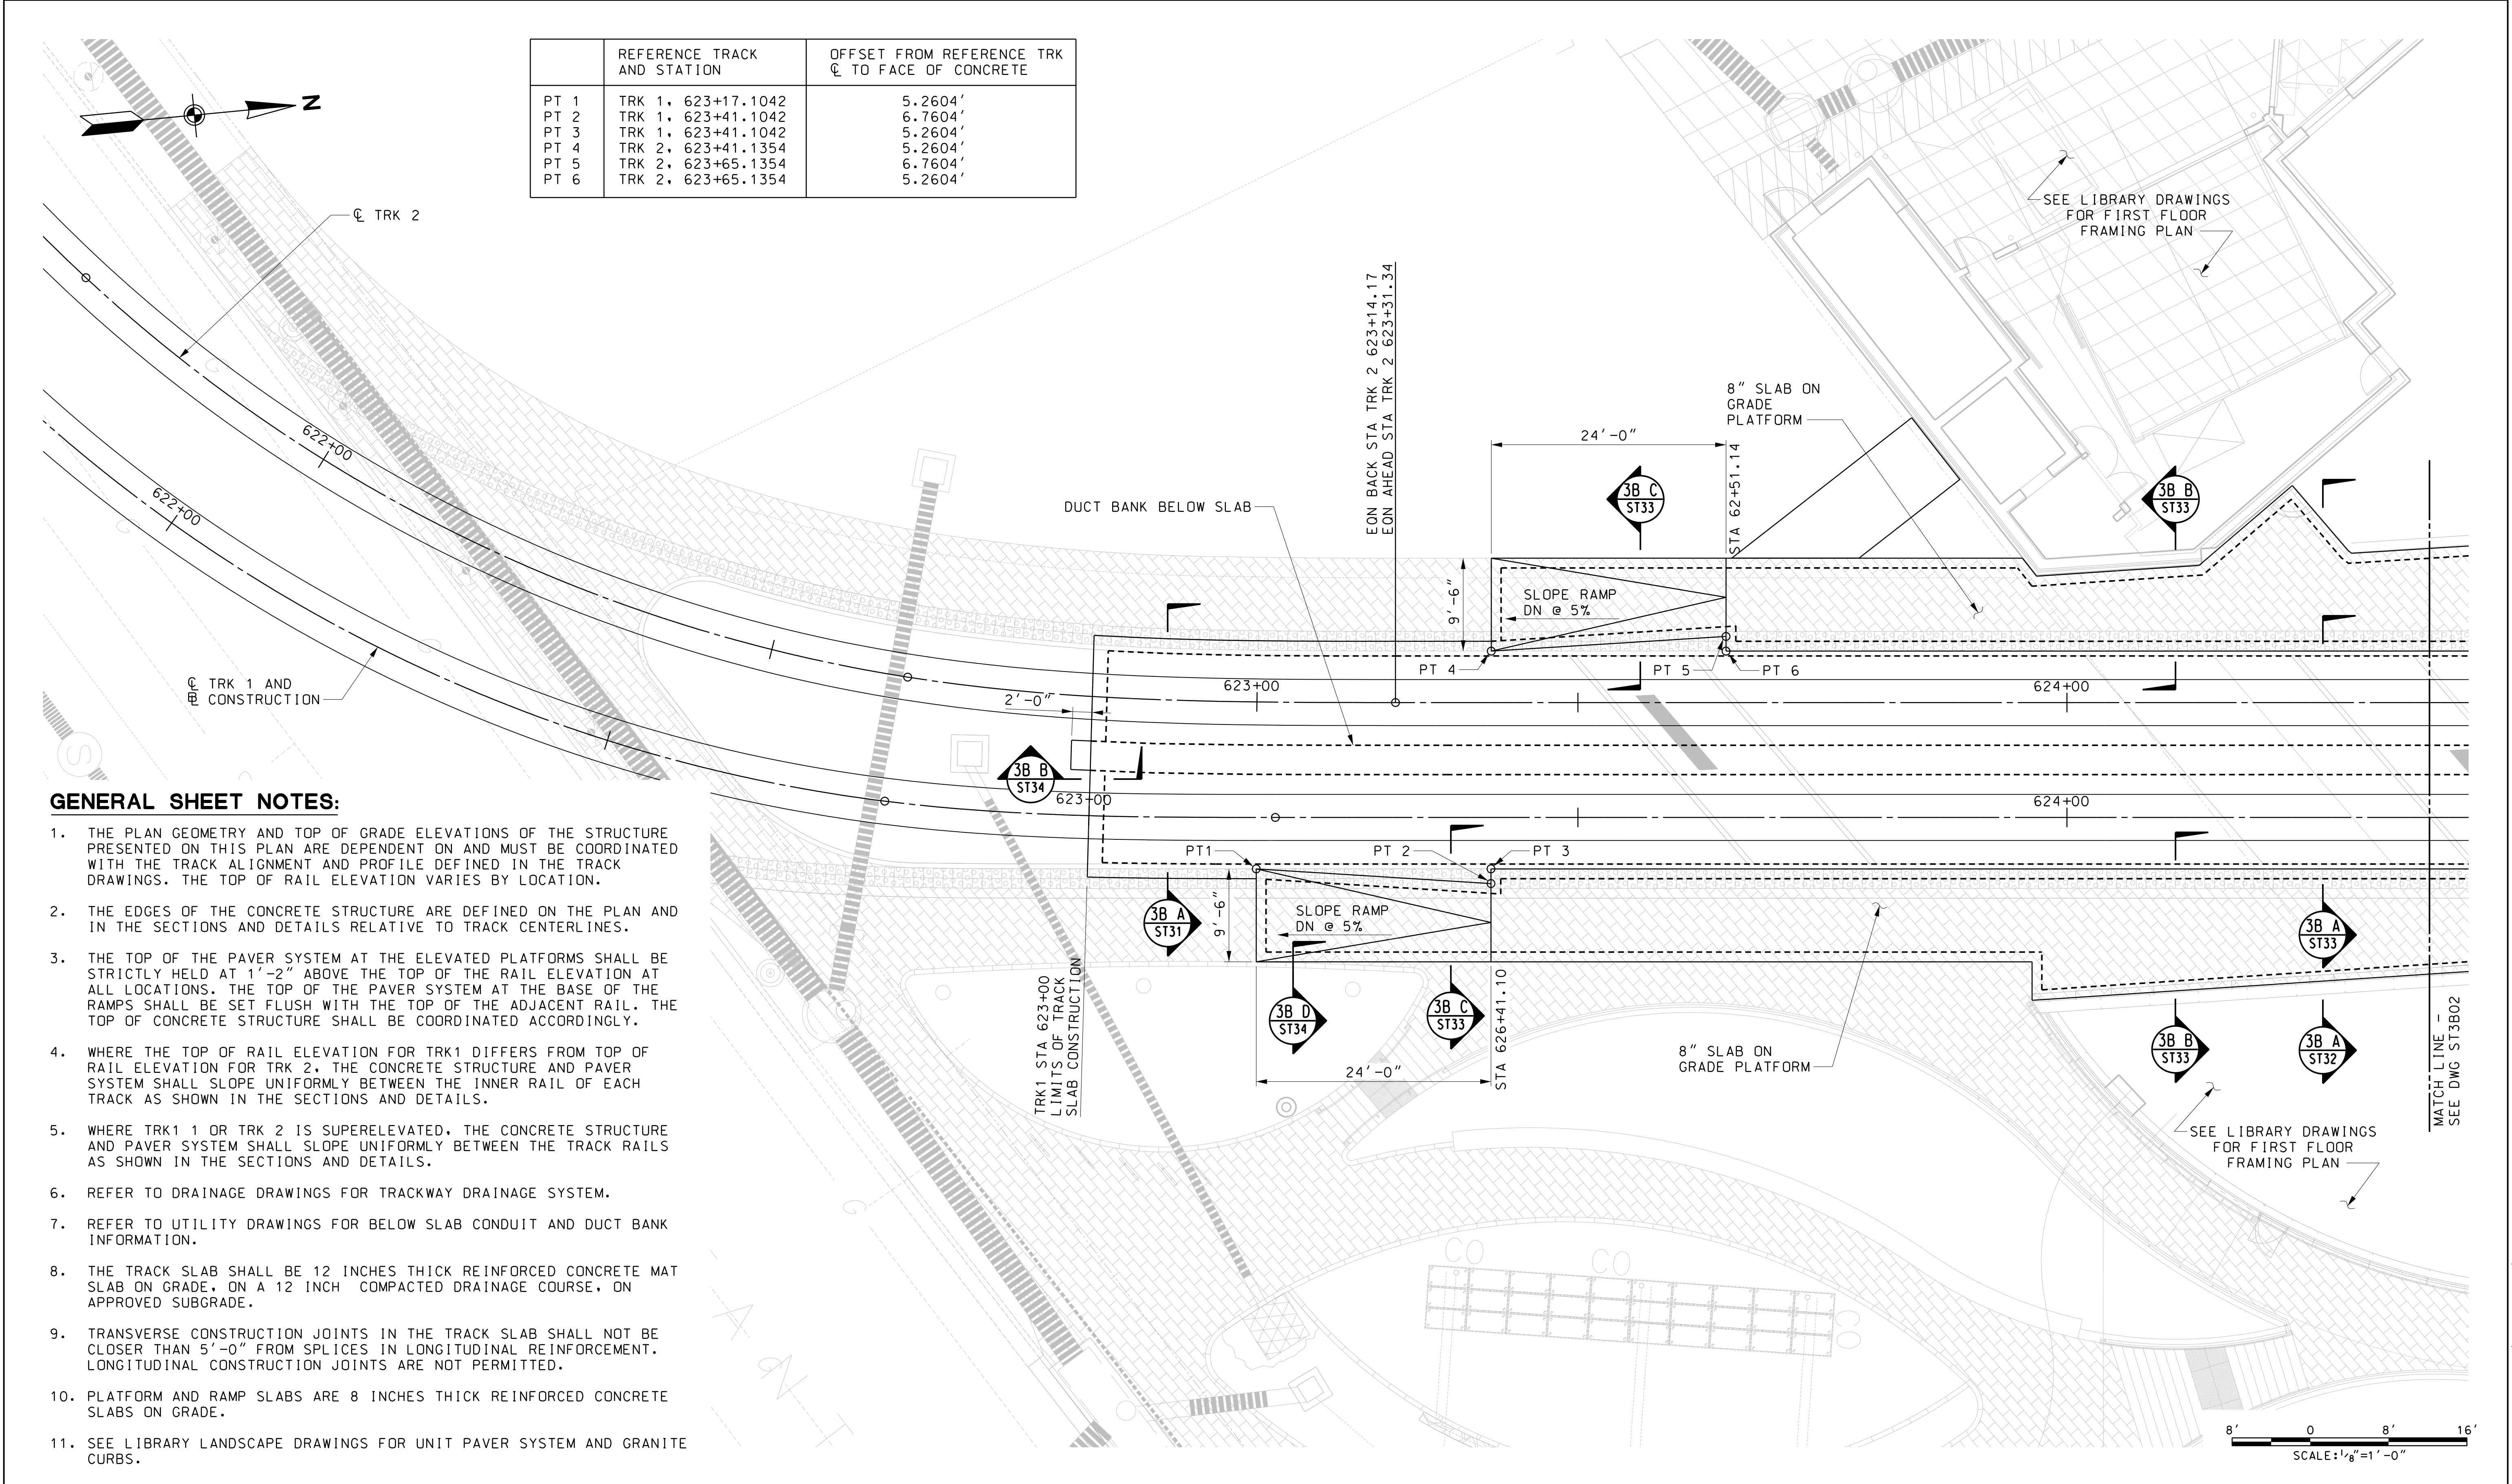 REFERENCE TRACK AND STATION
OFFSET FROM REFERENCE TRK ℄ TO FACE OF CONCRETE
PT 1 TRK 1, 623+17.1042 5.2604'
PT 2 TRK 1, 623+41.1042 6.7604'
PT 3 TRK 1, 623+41.1042 5.2604'
PT 4 TRK 2, 623+41.1354 5.2604'
PT 5 TRK 2, 623+65.1354 6.7604'
PT 6 TRK 2, 623+65.1354 5.2604'
N
℄ TRK 2
SEE LIBRARY DRAWINGS
FOR FIRST FLOOR
FRAMING PLAN
EQN BACK STA TRK 2 623+14.17
EQN AHEAD STA TRK 2 623+31.34
8" SLAB ON
GRADE
PLATFORM
24'-0"
STA 62+51.14
3B C
ST33
3B B
ST33
622+00
622+00
DUCT BANK BELOW SLAB
9'-6"
SLOPE RAMP
DN @ 5%
PT 4
PT 5
PT 6
℄ TRK 1 AND
B CONSTRUCTION
2'-0"
623+00
624+00
3B B
ST34
623+00
624+00
PT1
PT 2
PT 3
3B A
ST31
9'-6"
SLOPE RAMP
DN @ 5%
3B A
ST33
TRK1 STA 623+00
LIMITS OF TRACK
SLAB CONSTRUCTION
3B D
ST34
3B C
ST33
STA 626+41.10
24'-0"
8" SLAB ON
GRADE PLATFORM
3B B
ST33
3B A
ST32
MATCH LINE -
SEE DWG ST3B02
SEE LIBRARY DRAWINGS
FOR FIRST FLOOR
FRAMING PLAN
CO
CO
CO
GENERAL SHEET NOTES:
1. THE PLAN GEOMETRY AND TOP OF GRADE ELEVATIONS OF THE STRUCTURE
PRESENTED ON THIS PLAN ARE DEPENDENT ON AND MUST BE COORDINATED
WITH THE TRACK ALIGNMENT AND PROFILE DEFINED IN THE TRACK
DRAWINGS. THE TOP OF RAIL ELEVATION VARIES BY LOCATION.
2. THE EDGES OF THE CONCRETE STRUCTURE ARE DEFINED ON THE PLAN AND
IN THE SECTIONS AND DETAILS RELATIVE TO TRACK CENTERLINES.
3. THE TOP OF THE PAVER SYSTEM AT THE ELEVATED PLATFORMS SHALL BE
STRICTLY HELD AT 1'-2" ABOVE THE TOP OF THE RAIL ELEVATION AT
ALL LOCATIONS. THE TOP OF THE PAVER SYSTEM AT THE BASE OF THE
RAMPS SHALL BE SET FLUSH WITH THE TOP OF THE ADJACENT RAIL. THE
TOP OF CONCRETE STRUCTURE SHALL BE COORDINATED ACCORDINGLY.
4. WHERE THE TOP OF RAIL ELEVATION FOR TRK1 DIFFERS FROM TOP OF
RAIL ELEVATION FOR TRK 2, THE CONCRETE STRUCTURE AND PAVER
SYSTEM SHALL SLOPE UNIFORMLY BETWEEN THE INNER RAIL OF EACH
TRACK AS SHOWN IN THE SECTIONS AND DETAILS.
5. WHERE TRK1 1 OR TRK 2 IS SUPERELEVATED, THE CONCRETE STRUCTURE
AND PAVER SYSTEM SHALL SLOPE UNIFORMLY BETWEEN THE TRACK RAILS
AS SHOWN IN THE SECTIONS AND DETAILS.
6. REFER TO DRAINAGE DRAWINGS FOR TRACKWAY DRAINAGE SYSTEM.
7. REFER TO UTILITY DRAWINGS FOR BELOW SLAB CONDUIT AND DUCT BANK
INFORMATION.
8. THE TRACK SLAB SHALL BE 12 INCHES THICK REINFORCED CONCRETE MAT
SLAB ON GRADE, ON A 12 INCH COMPACTED DRAINAGE COURSE, ON
APPROVED SUBGRADE.
9. TRANSVERSE CONSTRUCTION JOINTS IN THE TRACK SLAB SHALL NOT BE
CLOSER THAN 5'-0" FROM SPLICES IN LONGITUDINAL REINFORCEMENT.
LONGITUDINAL CONSTRUCTION JOINTS ARE NOT PERMITTED.
10. PLATFORM AND RAMP SLABS ARE 8 INCHES THICK REINFORCED CONCRETE
SLABS ON GRADE.
11. SEE LIBRARY LANDSCAPE DRAWINGS FOR UNIT PAVER SYSTEM AND GRANITE
CURBS.
8' 0 8' 16'
SCALE: 1/8"=1'-0"